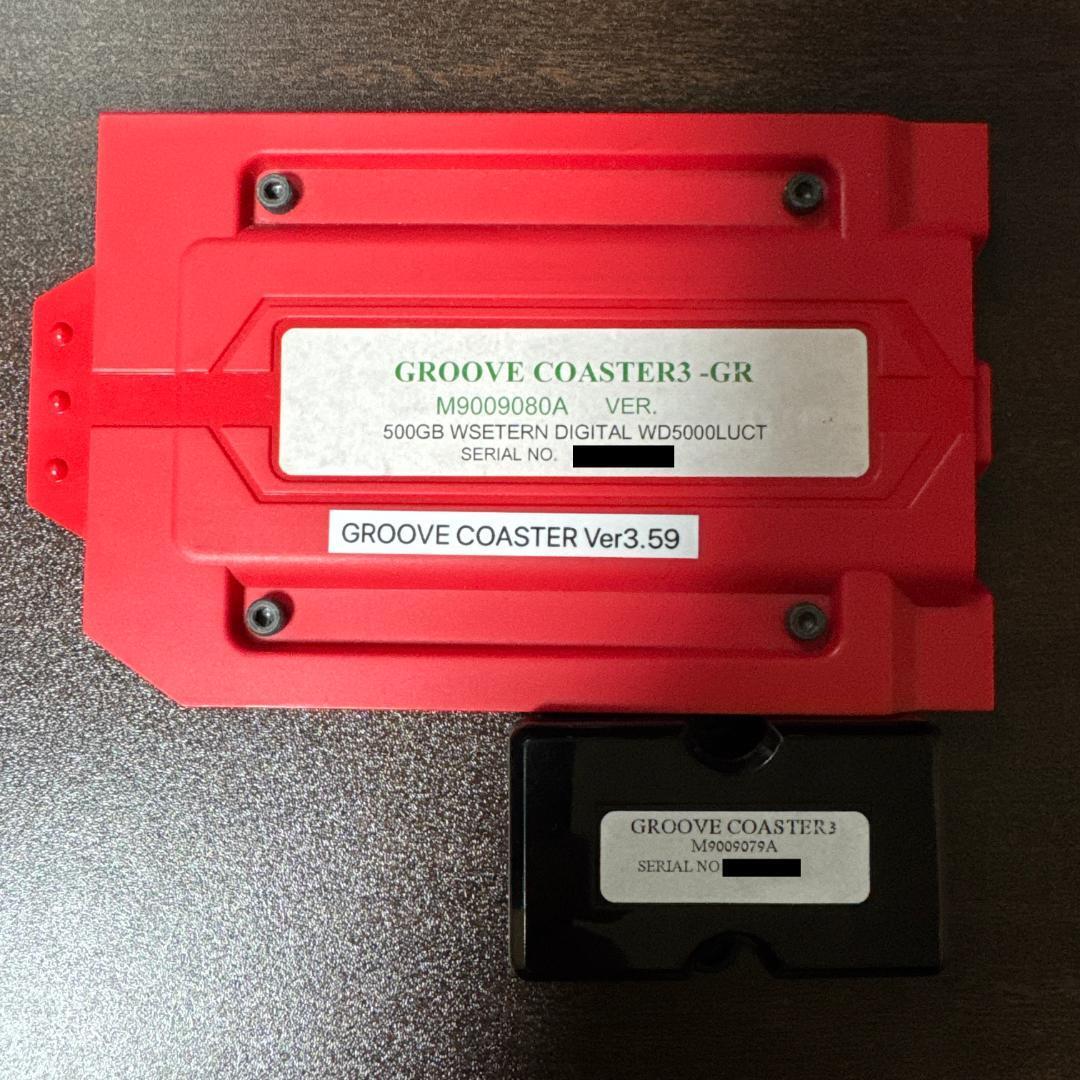 GROOVE COASTER3 -GR
M9009080A VER.
500GB WSETERN DIGITAL WD5000LUCT
SERIAL NO.
GROOVE COASTER Ver3.59
GROOVE COASTER3
M9009079A
SERIAL NO